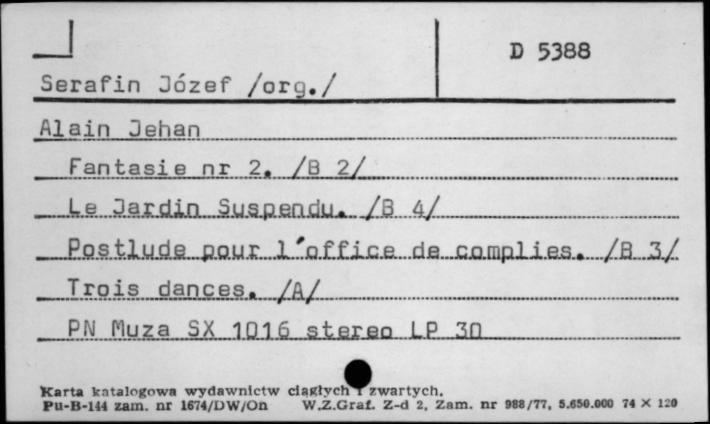 D 5388
Serafin Józef /org./
Alain Jehan
Fantasie nr 2. /B 2/
Le Jardin Suspendu. /B 4/
Postlude pour l'office de complies. /B 3/
Trois dances. /A/
PN Muza SX 1016 stereo LP 30
Karta katalogowa wydawnictw ciągłych i zwartych.
Pu-B-144 zam. nr 1674/DW/On W.Z.Graf. Z-d 2, Zam. nr 988/77, 5.650.000 74 X 120